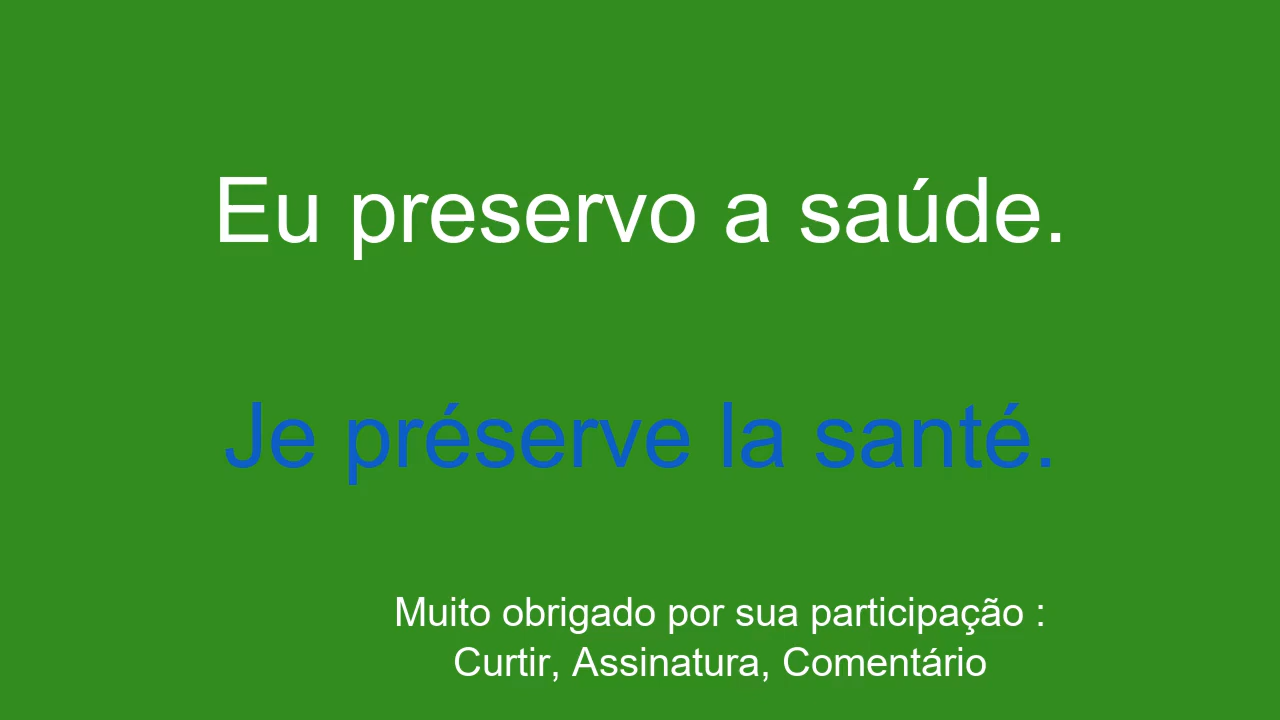 Eu preservo a saúde.
Je préserve la santé.
Muito obrigado por sua participação :
Curtir, Assinatura, Comentário